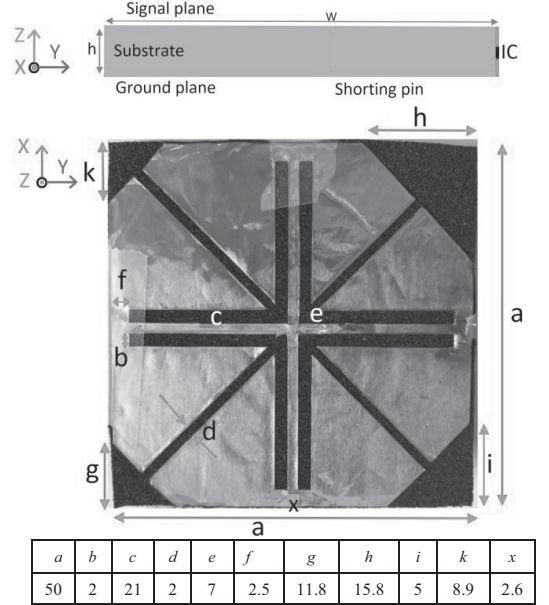 Signal plane
w
Z
Y
X
h
Substrate
IC
Ground plane
Shorting pin
h
X
Y
Z
k
f
c
e
a
b
d
g
i
x
a
a b c d e f g h i k x
50 2 21 2 7 2.5 11.8 15.8 5 8.9 2.6